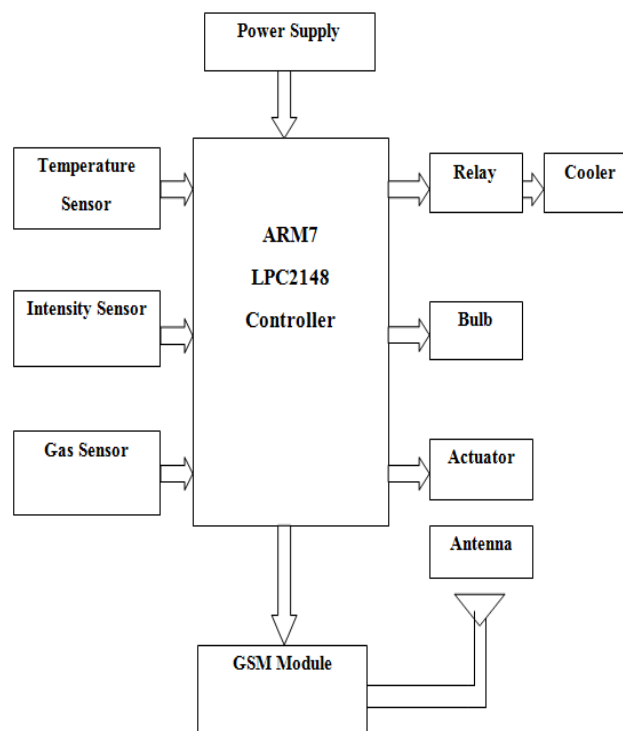 Power Supply
Temperature
Sensor
ARM7
LPC2148
Controller
Relay
Cooler
Intensity Sensor
Bulb
Gas Sensor
Actuator
Antenna
GSM Module